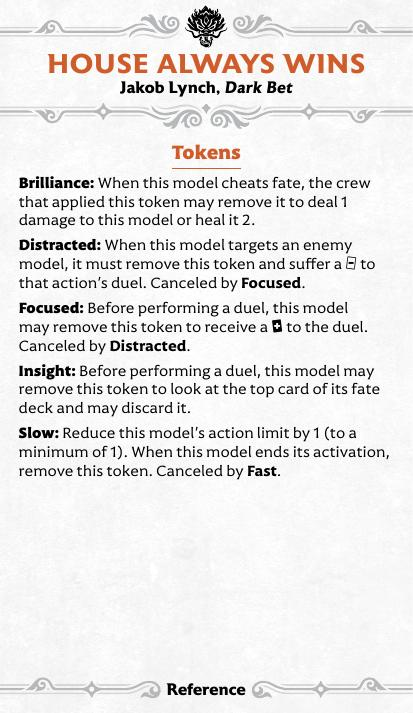 HOUSE ALWAYS WINS
Jakob Lynch, Dark Bet
Tokens
Brilliance: When this model cheats fate, the crew
that applied this token may remove it to deal 1
damage to this model or heal it 2.
Distracted: When this model targets an enemy
model, it must remove this token and suffer a to
that action's duel. Canceled by Focused.
Focused: Before performing a duel, this model
may remove this token to receive a to the duel.
Canceled by Distracted.
Insight: Before performing a duel, this model may
remove this token to look at the top card of its fate
deck and may discard it.
Slow: Reduce this model's action limit by 1 (to a
minimum of 1). When this model ends its activation,
remove this token. Canceled by Fast.
Reference